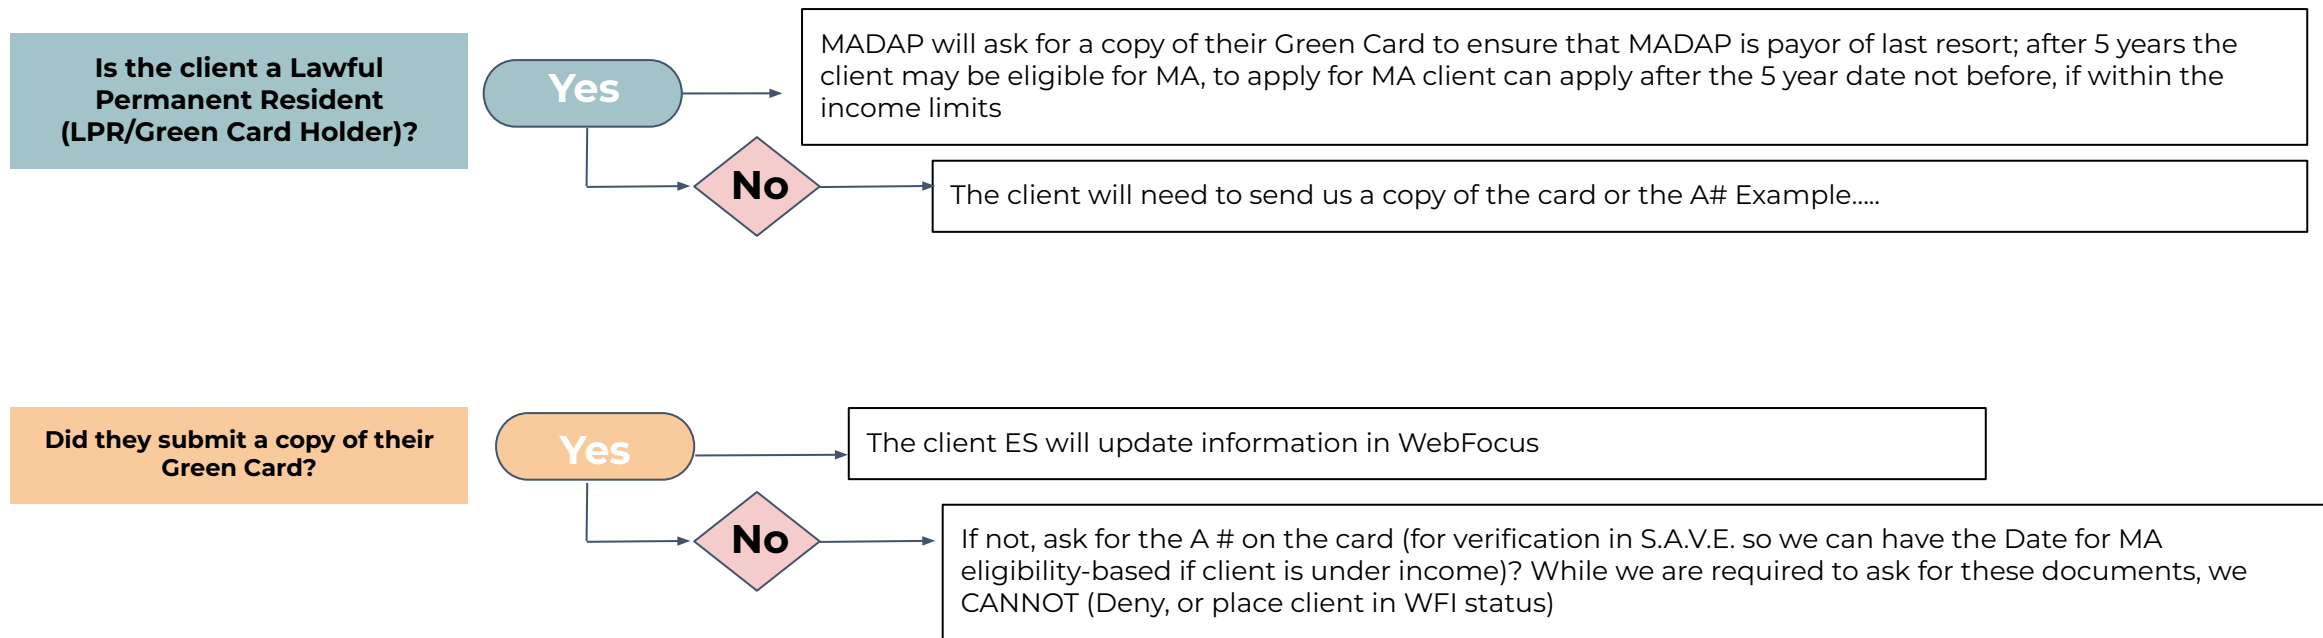 Is the client a Lawful
Permanent Resident
(LPR/Green Card Holder)?
Yes
MADAP will ask for a copy of their Green Card to ensure that MADAP is payor of last resort; after 5 years the
client may be eligible for MA, to apply for MA client can apply after the 5 year date not before, if within the
income limits
No
The client will need to send us a copy of the card or the A# Example.....
Did they submit a copy of their
Green Card?
Yes
The client ES will update information in WebFocus
No
If not, ask for the A # on the card (for verification in S.A.V.E. so we can have the Date for MA
eligibility-based if client is under income)? While we are required to ask for these documents, we
CANNOT (Deny, or place client in WFI status)